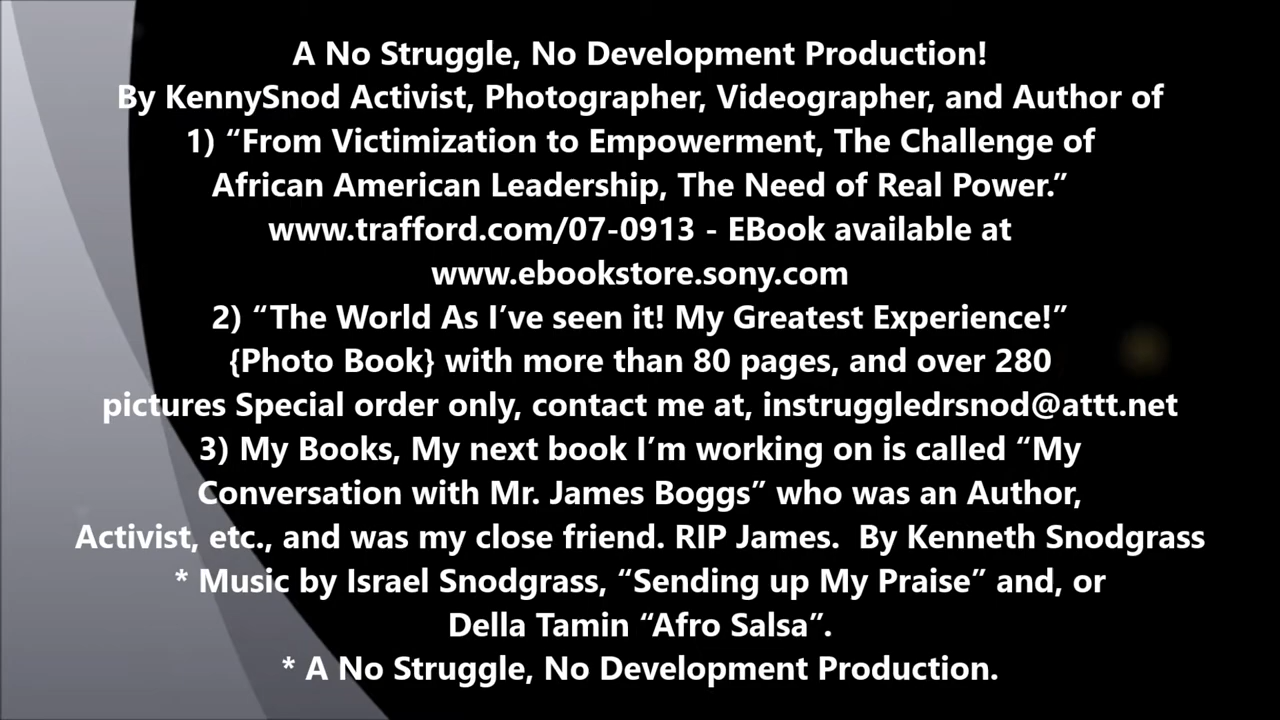 A No Struggle, No Development Production!
By KennySnod Activist, Photographer, Videographer, and Author of
1) “From Victimization to Empowerment, The Challenge of
African American Leadership, The Need of Real Power.”
www.trafford.com/07-0913 - EBook available at
www.ebookstore.sony.com
2) “The World As I’ve seen it! My Greatest Experience!”
{Photo Book} with more than 80 pages, and over 280
pictures Special order only, contact me at, instruggledrsnod@attt.net
3) My Books, My next book I’m working on is called “My
Conversation with Mr. James Boggs” who was an Author,
Activist, etc., and was my close friend. RIP James.  By Kenneth Snodgrass
* Music by Israel Snodgrass, “Sending up My Praise” and, or
Della Tamin “Afro Salsa”.
* A No Struggle, No Development Production.